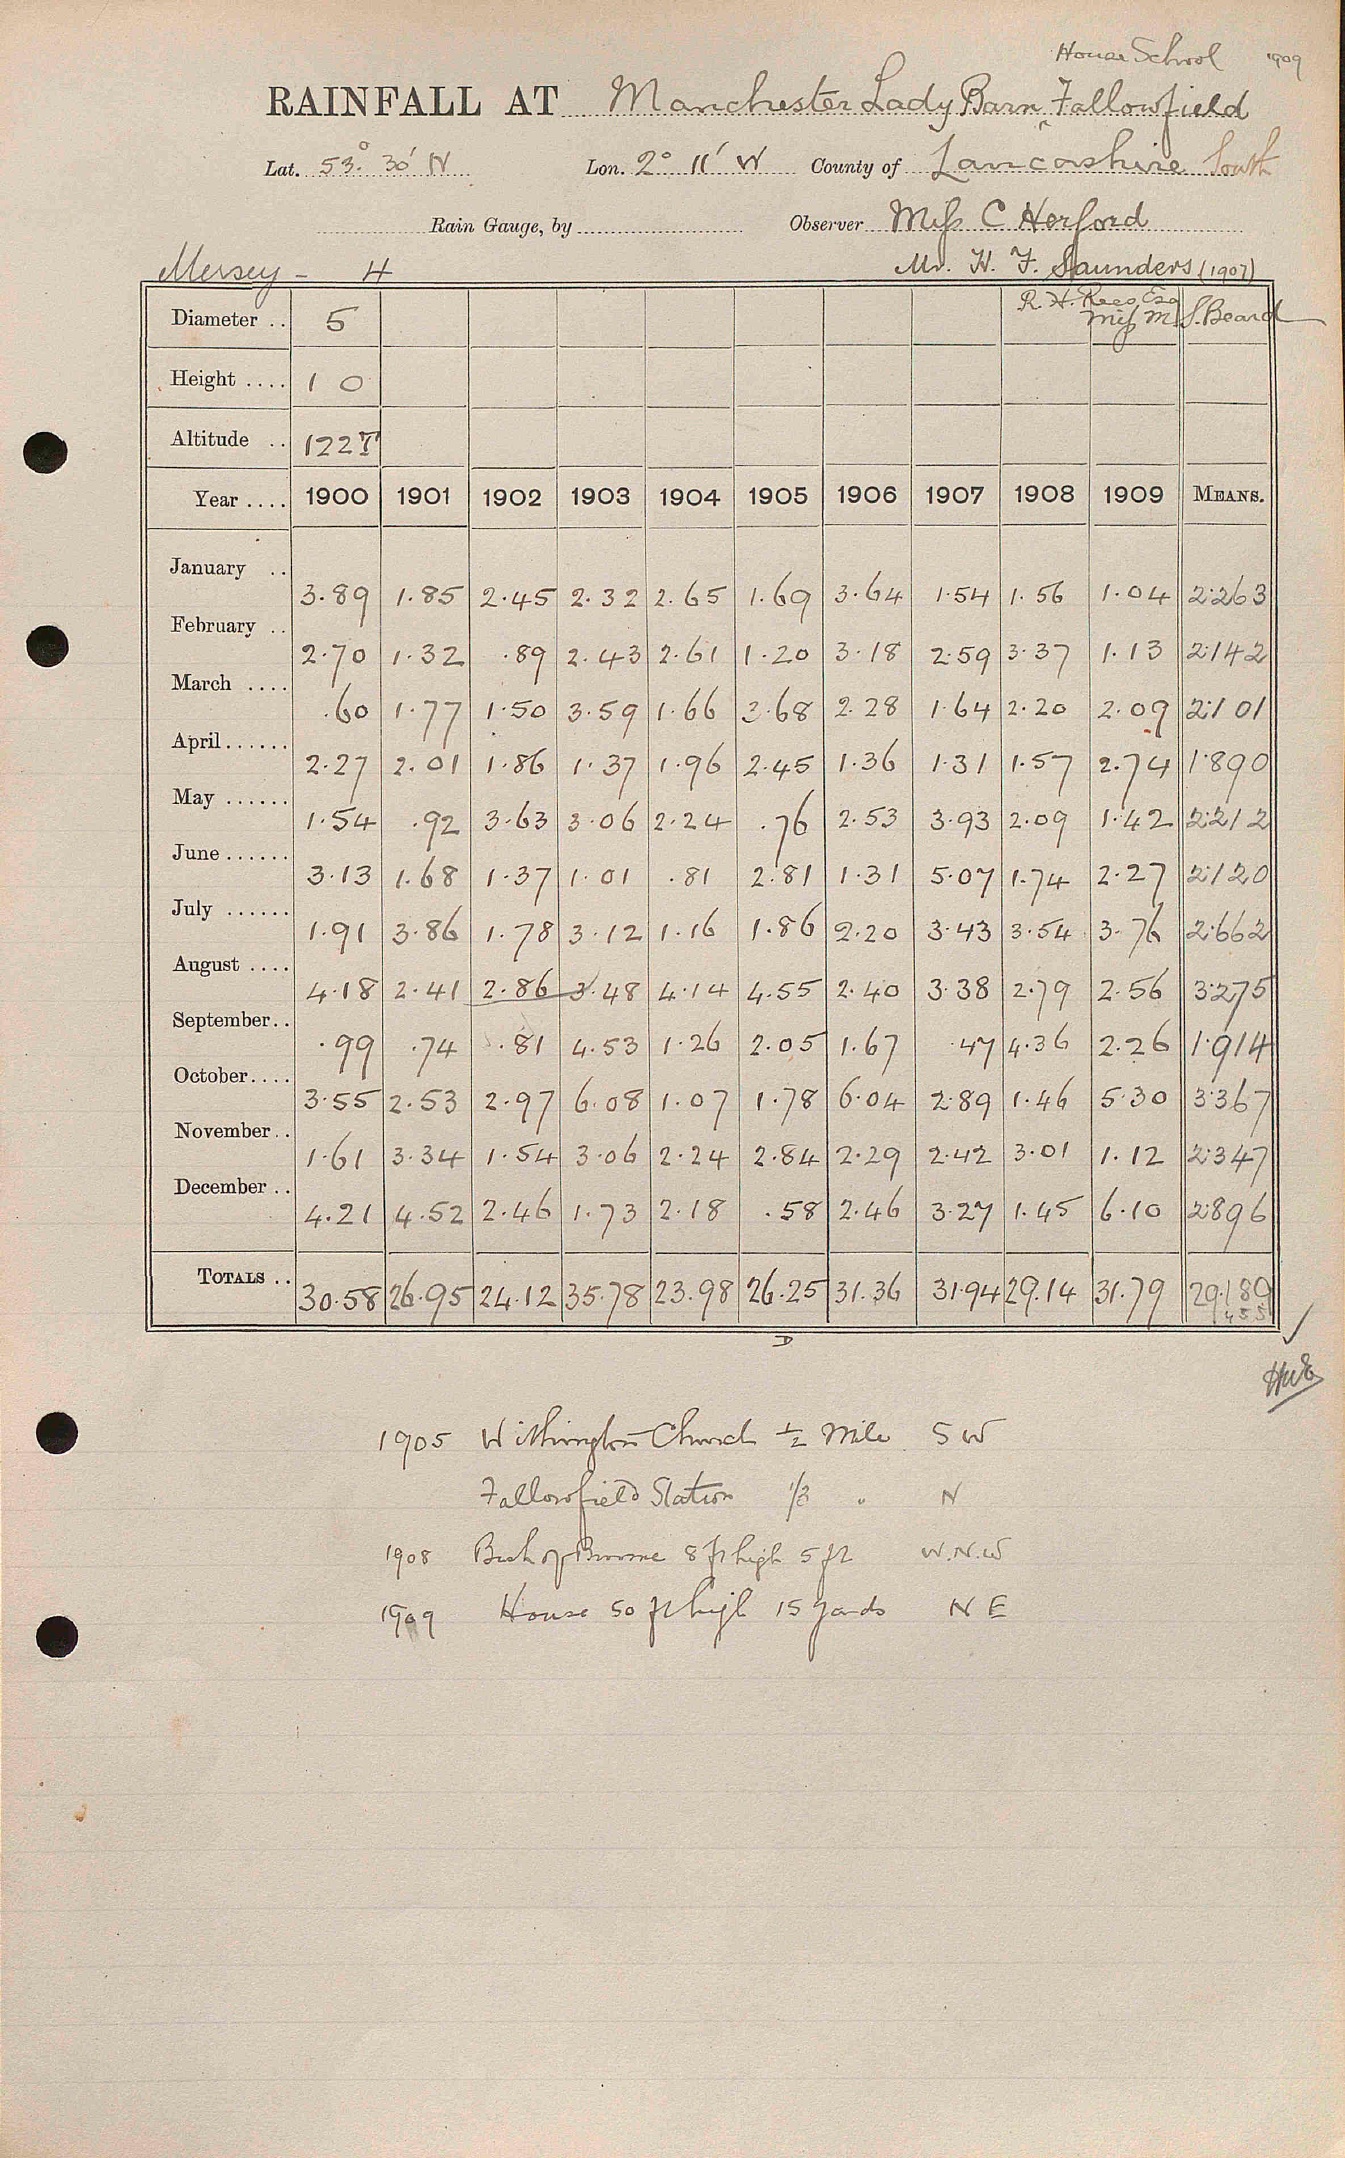 House School 1909
RAINFALL AT Manchester Lady Barn ^ Fallowfield
Lat. 53° 30' N Lon. 2° 11' W County of Lancashire South
Rain Gauge, by Observer Miss C Herford
Mersey - 4 Mr. H. F. Saunders (1907)
R. H. Rees Esq
Diameter .. 5 Miss M. S. Beard
Height .... 1 0
Altitude .. 122 T
Year .... 1900 1901 1902 1903 1904 1905 1906 1907 1908 1909 MEANS.
January .. 3.89 1.85 2.45 2.32 2.65 1.69 3.64 1.54 1.56 1.04 2.263
February .. 2.70 1.32 .89 2.43 2.61 1.20 3.18 2.59 3.37 1.13 2.142
March .... .60 1.77 1.50 3.59 1.66 3.68 2.28 1.64 2.20 2.09 2.101
April ...... 2.27 2.01 1.86 1.37 1.96 2.45 1.36 1.31 1.57 2.74 1.890
May ...... 1.54 .92 3.63 3.06 2.24 .76 2.53 3.93 2.09 1.42 2.212
June ...... 3.13 1.68 1.37 1.01 .81 2.81 1.31 5.07 1.74 2.27 2.120
July ...... 1.91 3.86 1.78 3.12 1.16 1.86 2.20 3.43 3.54 3.76 2.662
August .... 4.18 2.41 2.86 3.48 4.14 4.55 2.40 3.38 2.79 2.56 3.275
September .. .99 .74 .81 4.53 1.26 2.05 1.67 .47 4.36 2.26 1.914
October .... 3.55 2.53 2.97 6.08 1.07 1.78 6.04 2.89 1.46 5.30 3.367
November .. 1.61 3.34 1.54 3.06 2.24 2.84 2.29 2.42 3.01 1.12 2.347
December .. 4.21 4.52 2.46 1.73 2.18 .58 2.46 3.27 1.45 6.10 2.896
TOTALS .. 30.58 26.95 24.12 35.78 23.98 26.25 31.36 31.94 29.14 31.79 29.189
455
D
1905 Withington Church ½ Mile SW
Fallowfield Station 1/3 " N
1908 Bush of Broome 8 ft high 5 ft W.N.W
1909 House 50 ft high 15 yards N E